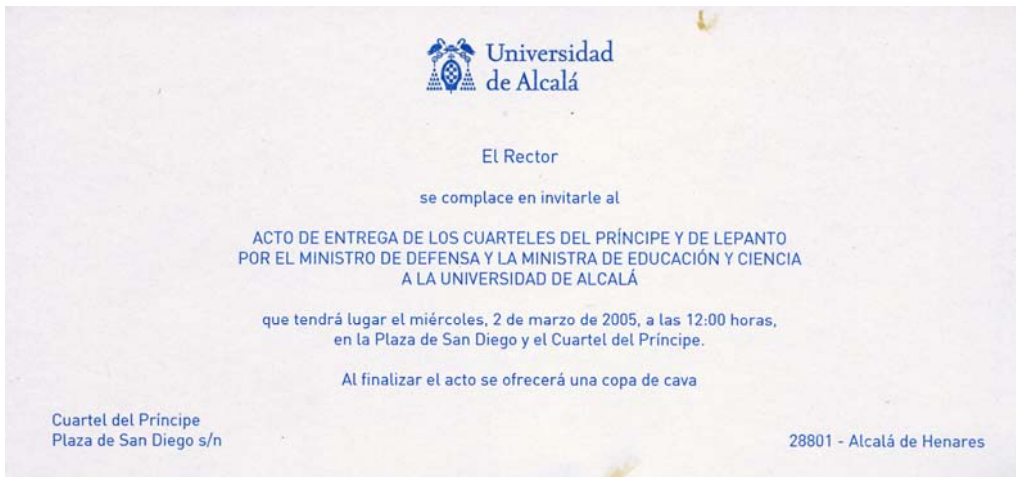 Universidad
de Alcalá
El Rector
se complace en invitarle al
ACTO DE ENTREGA DE LOS CUARTELES DEL PRÍNCIPE Y DE LEPANTO
POR EL MINISTRO DE DEFENSA Y LA MINISTRA DE EDUCACIÓN Y CIENCIA
A LA UNIVERSIDAD DE ALCALÁ
que tendrá lugar el miércoles, 2 de marzo de 2005, a las 12:00 horas,
en la Plaza de San Diego y el Cuartel del Príncipe.
Al finalizar el acto se ofrecerá una copa de cava
Cuartel del Príncipe
Plaza de San Diego s/n
28801 - Alcalá de Henares